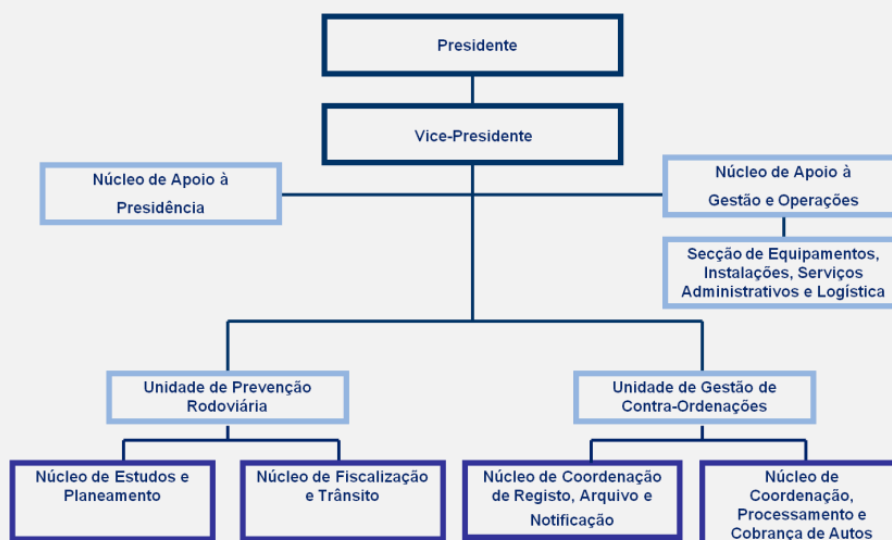 Presidente
Vice-Presidente
Núcleo de Apoio à
Presidência
Núcleo de Apoio à
Gestão e Operações
Secção de Equipamentos,
Instalações, Serviços
Administrativos e Logística
Unidade de Prevenção
Rodoviária
Unidade de Gestão de
Contra-Ordenações
Núcleo de Estudos e
Planeamento
Núcleo de Fiscalização
e Trânsito
Núcleo de Coordenação
de Registo, Arquivo e
Notificação
Núcleo de
Coordenação,
Processamento e
Cobrança de Autos